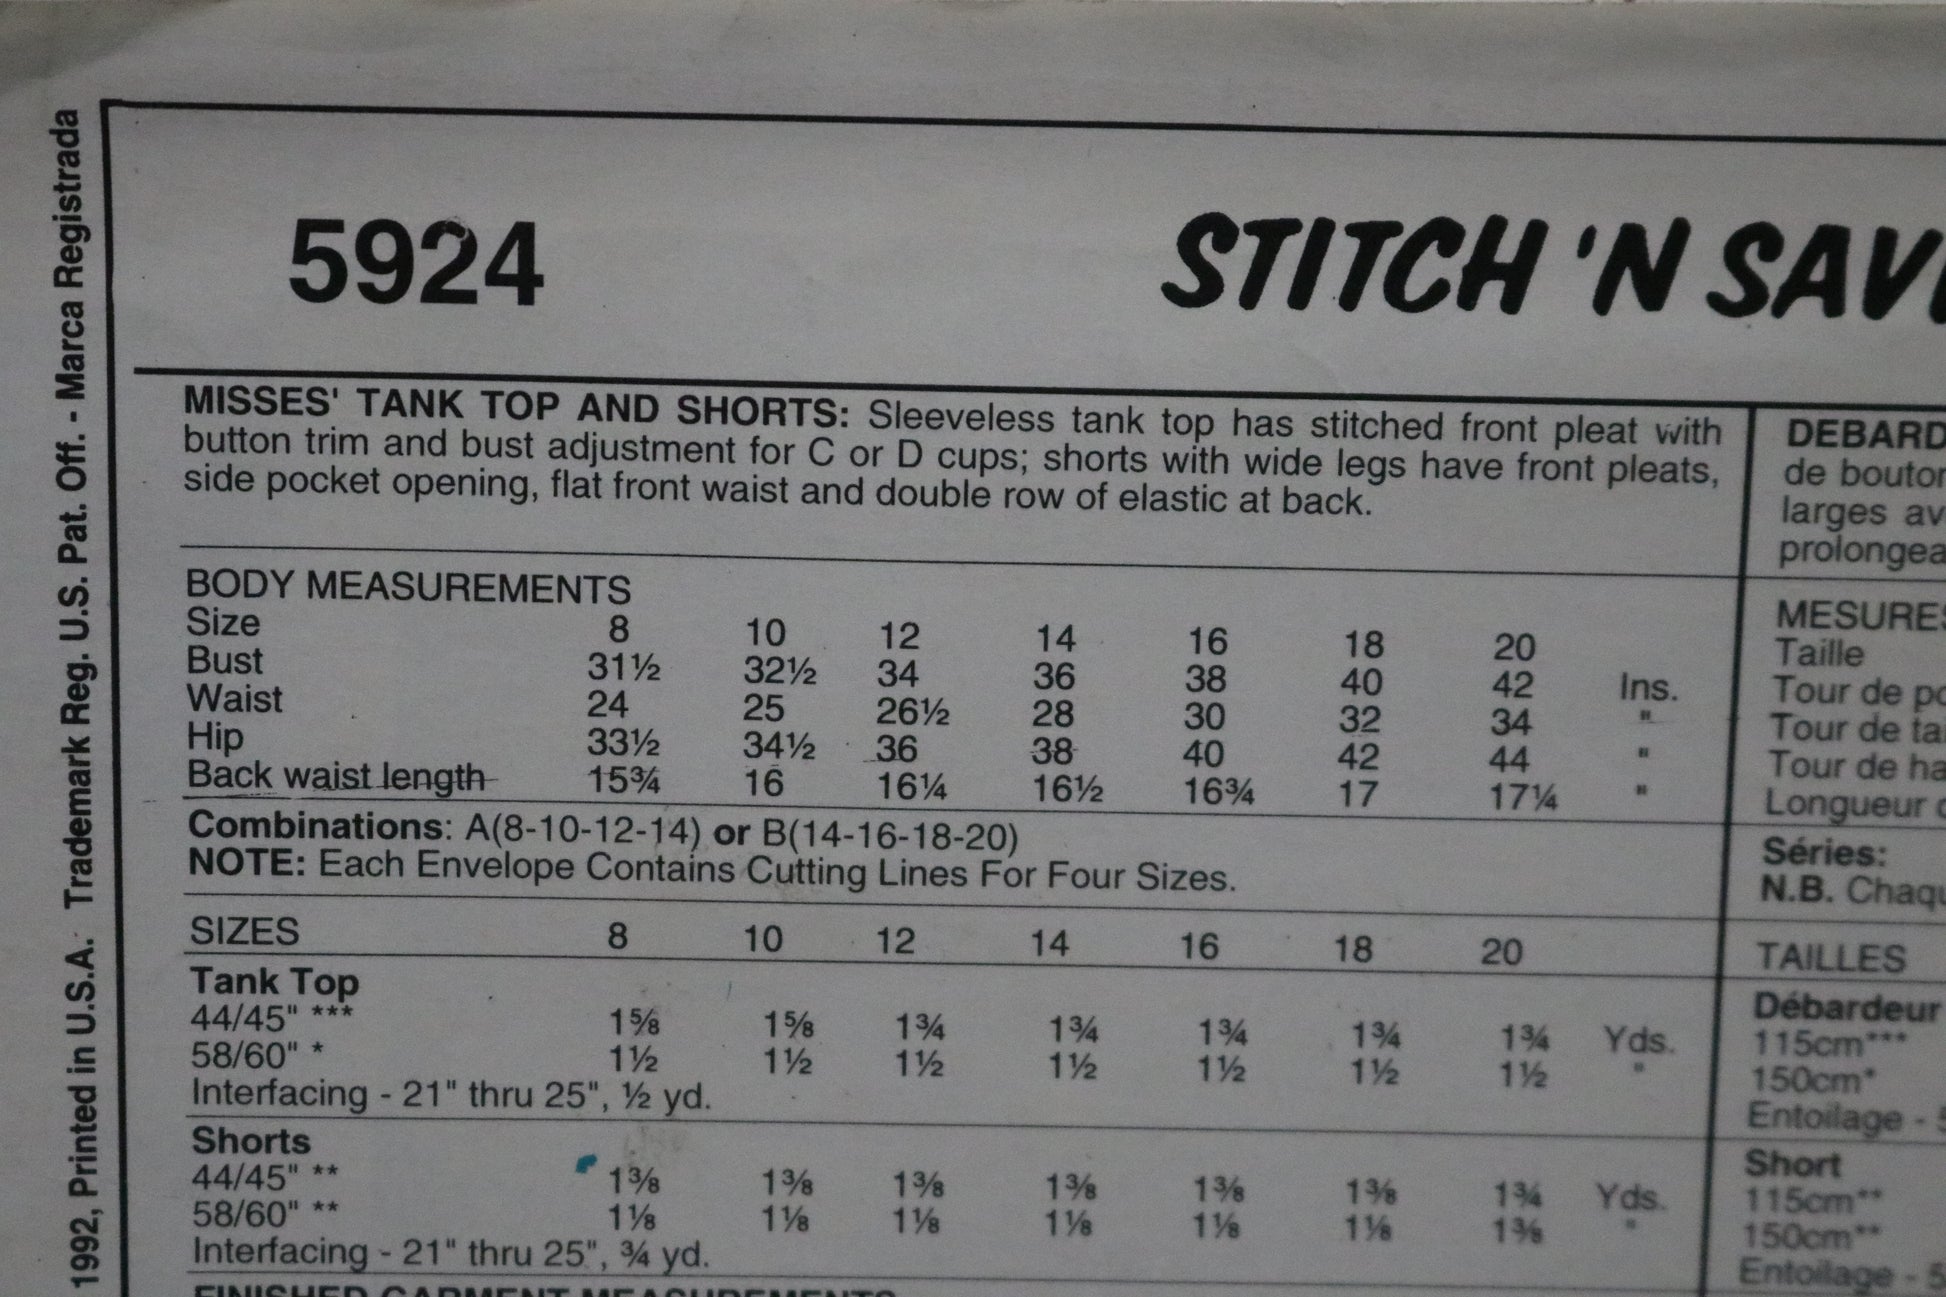 1992, Printed in U.S.A. Trademark Reg. U.S. Pat. Off. - Marca Registrada
5924
STITCH 'N SAV
MISSES' TANK TOP AND SHORTS: Sleeveless tank top has stitched front pleat with
button trim and bust adjustment for C or D cups; shorts with wide legs have front pleats,
side pocket opening, flat front waist and double row of elastic at back.
BODY MEASUREMENTS
Size 8 10 12 14 16 18 20
Bust 31½ 32½ 34 36 38 40 42 Ins.
Waist 24 25 26½ 28 30 32 34 "
Hip 33½ 34½ 36 38 40 42 44 "
Back waist length 15¾ 16 16¼ 16½ 16¾ 17 17¼ "
Combinations: A(8-10-12-14) or B(14-16-18-20)
NOTE: Each Envelope Contains Cutting Lines For Four Sizes.
SIZES 8 10 12 14 16 18 20
Tank Top
44/45" *** 1⅝ 1⅝ 1¾ 1¾ 1¾ 1¾ 1¾ Yds.
58/60" * 1½ 1½ 1½ 1½ 1½ 1½ 1½ "
Interfacing - 21" thru 25", ½ yd.
Shorts
44/45" ** 1⅜ 1⅜ 1⅜ 1⅜ 1⅜ 1⅜ 1¾ Yds.
58/60" ** 1⅛ 1⅛ 1⅛ 1⅛ 1⅛ 1⅛ 1⅜ "
Interfacing - 21" thru 25", ¾ yd.
FINISHED GARMENT MEASUREMENTS
DEBARD
de bouton
larges av
prolongea
MESURES
Taille
Tour de po
Tour de tai
Tour de ha
Longueur d
Séries:
N.B. Chaqu
TAILLES
Débardeur
115cm***
150cm*
Entoilage - 5
Short
115cm**
150cm**
Entoilage - 5